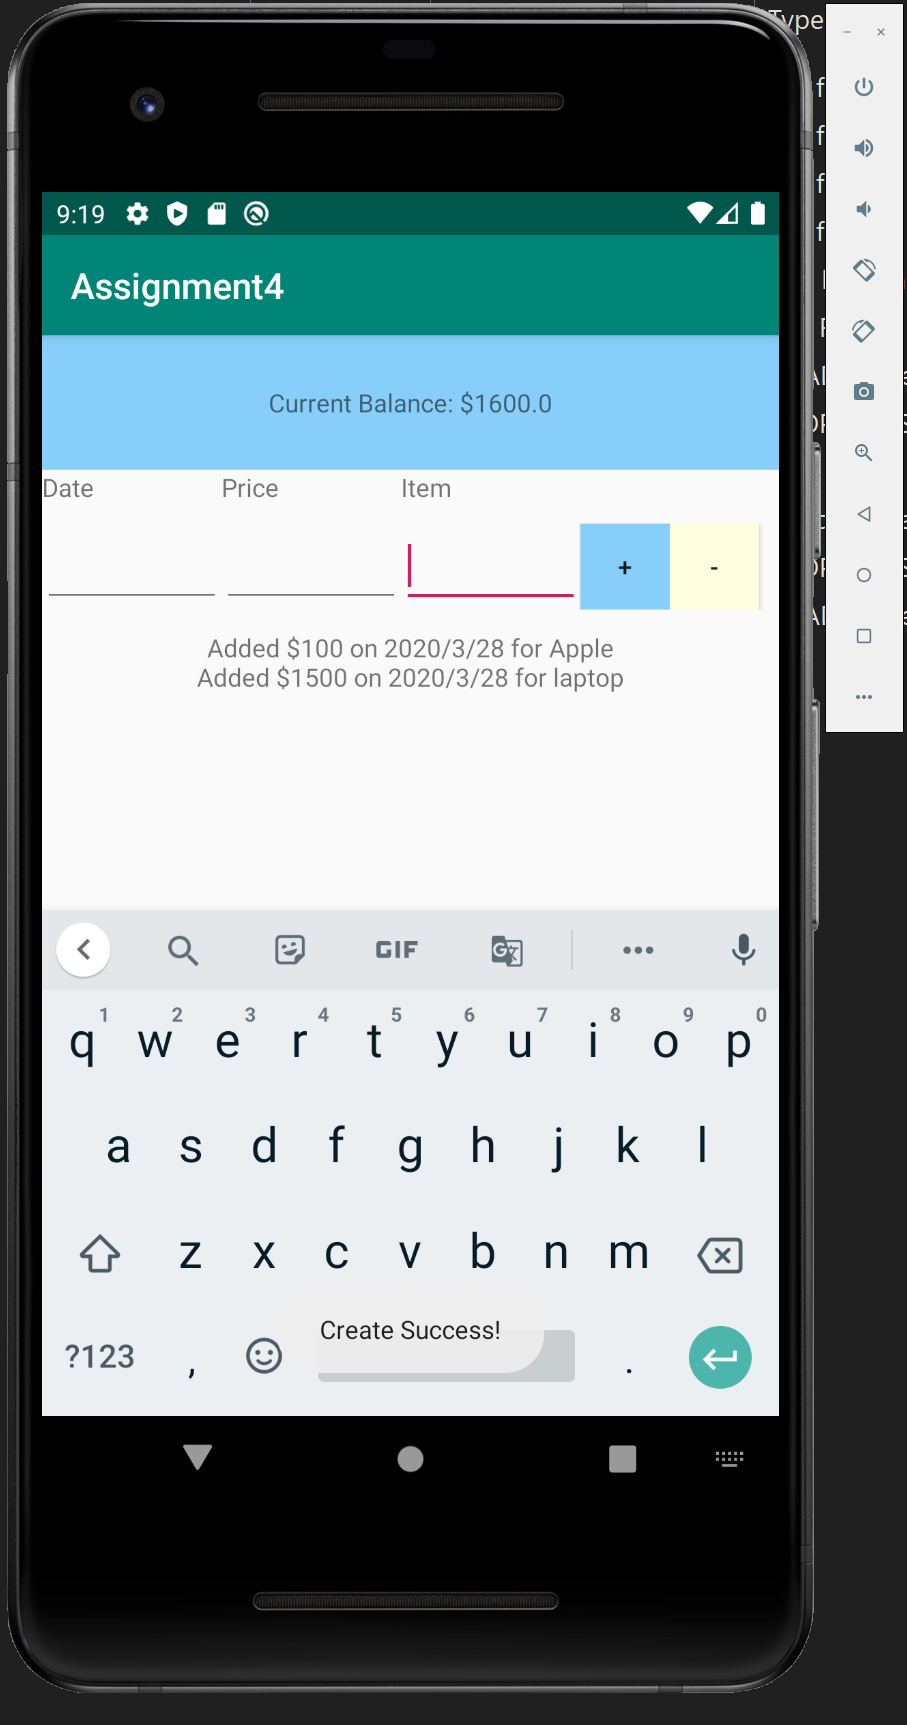 Type
9:19
Assignment4
Current Balance: $1600.0
Date Price Item
+ -
Added $100 on 2020/3/28 for Apple
Added $1500 on 2020/3/28 for laptop
GIF
1 2 3 4 5 6 7 8 9 0
q w e r t y u i o p
a s d f g h j k l
z x c v b n m
Create Success!
?123 , .